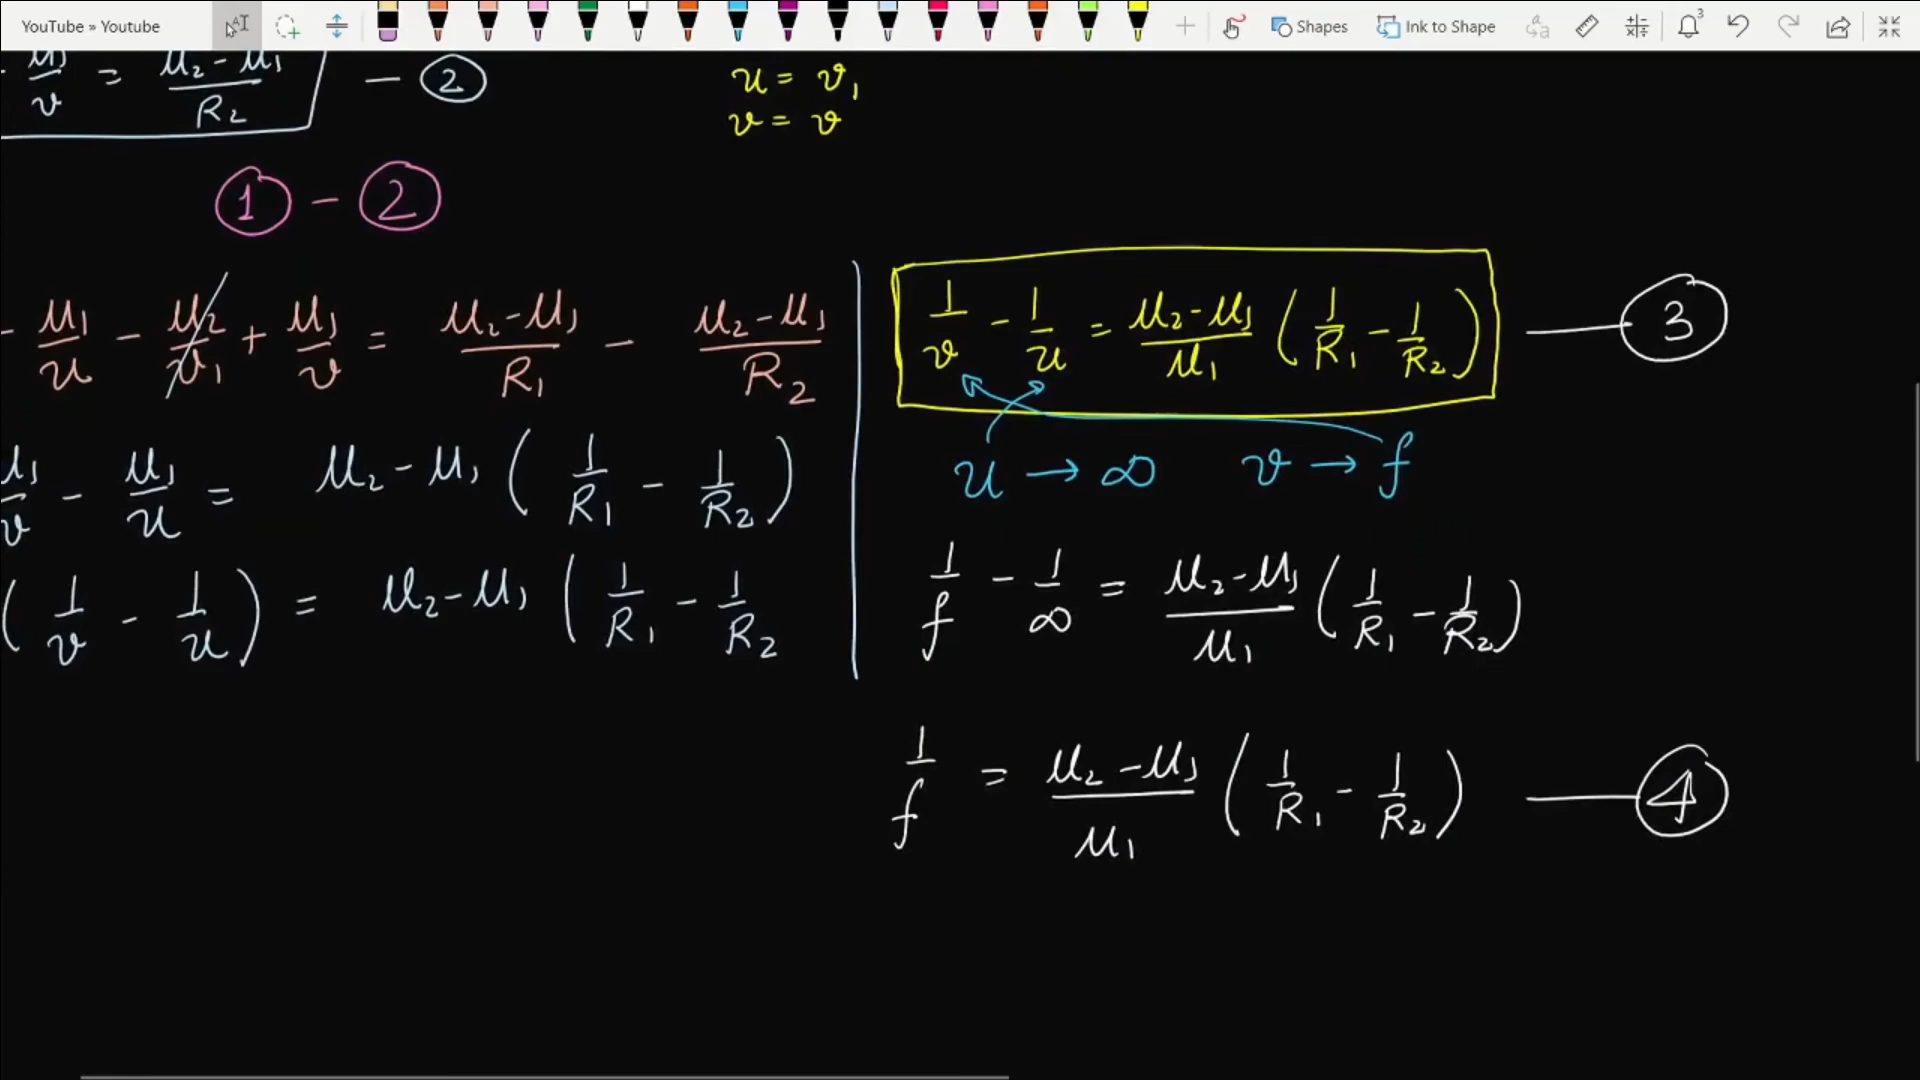 YouTube » Youtube
Shapes
Ink to Shape
3
μ₁/v = μ₂-μ₁/R₂ — ②
u = v₁
v = v
① - ②
- μ₁/u - μ₂/v₁ + μ₁/v = μ₂-μ₁/R₁ - μ₂-μ₁/R₂
μ₁/v - μ₁/u = μ₂-μ₁ (1/R₁ - 1/R₂)
(1/v - 1/u) = μ₂-μ₁ (1/R₁ - 1/R₂
1/v - 1/u = μ₂-μ₁/μ₁ (1/R₁ - 1/R₂) — ③
u → ∞ v → f
1/f - 1/∞ = μ₂-μ₁/μ₁ (1/R₁ - 1/R₂)
1/f = μ₂-μ₁/μ₁ (1/R₁ - 1/R₂) — ④